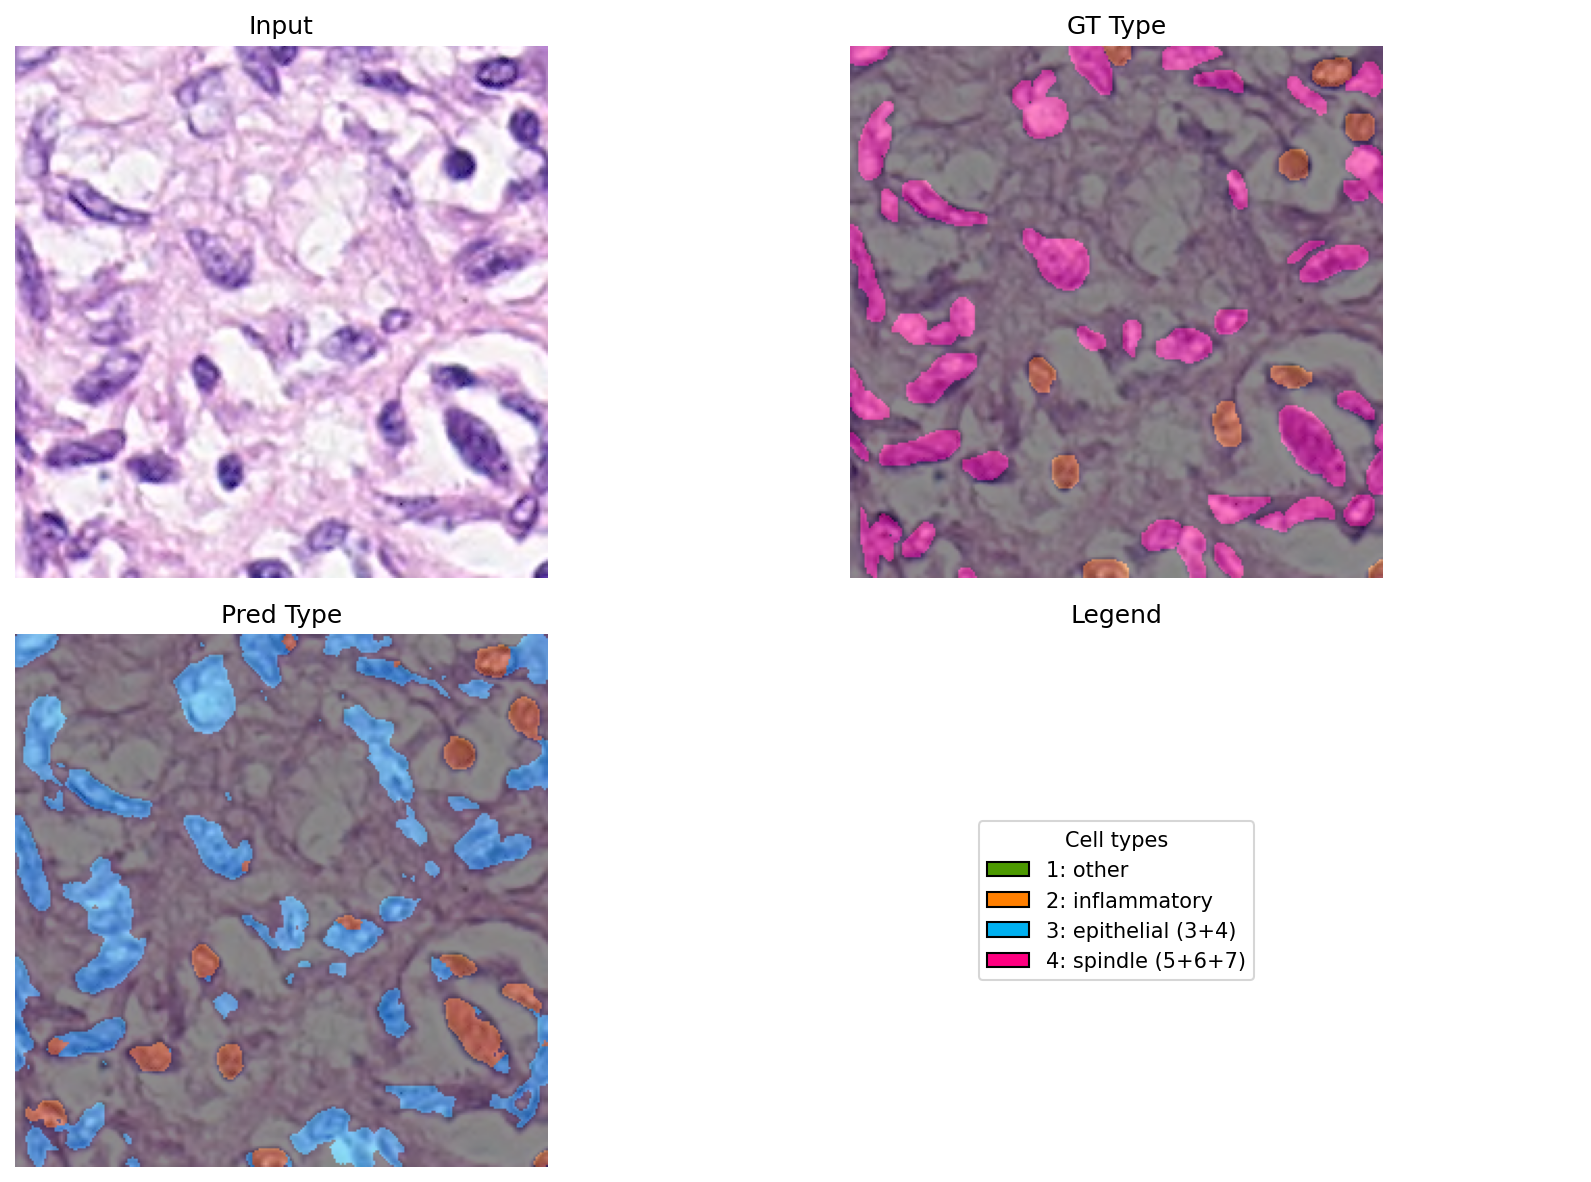 Input
GT Type
Pred Type
Legend
Cell types
1: other
2: inflammatory
3: epithelial (3+4)
4: spindle (5+6+7)